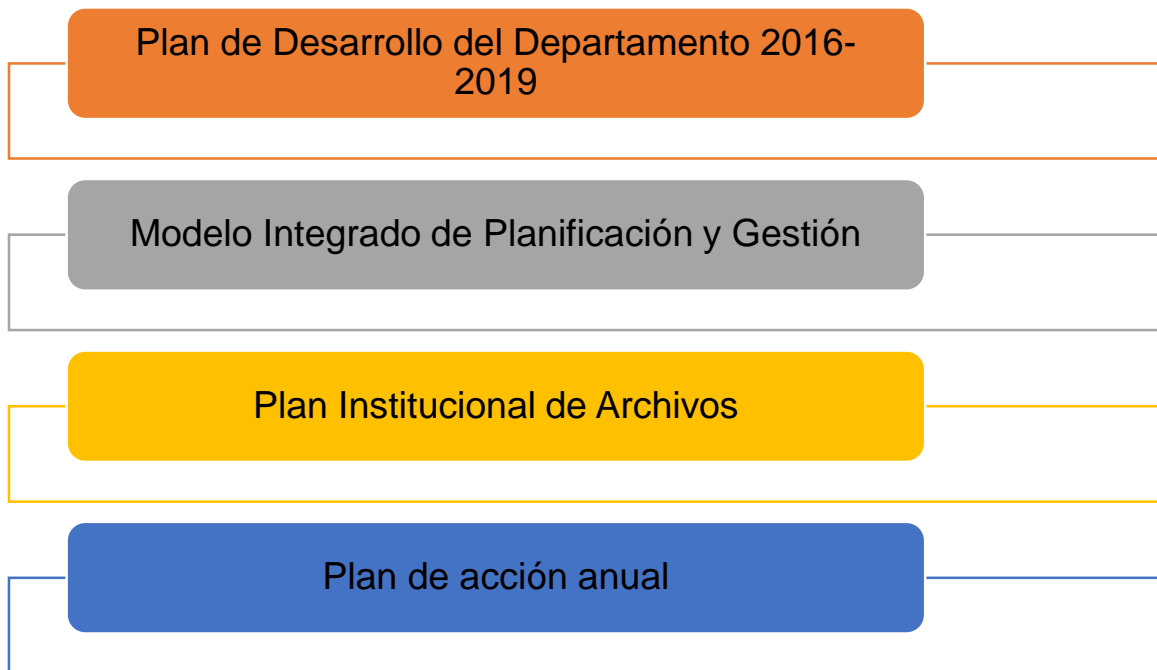 Plan de Desarrollo del Departamento 2016-
2019
Modelo Integrado de Planificación y Gestión
Plan Institucional de Archivos
Plan de acción anual